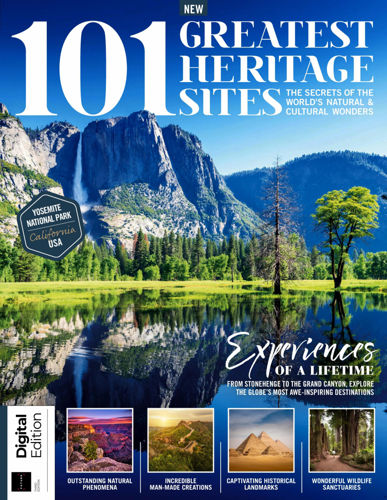 NEW
101 GREATEST
HERITAGE
SITES
THE SECRETS OF THE
WORLD'S NATURAL &
CULTURAL WONDERS
YOSEMITE
NATIONAL PARK
California
USA
Experiences
OF A LIFETIME
FROM STONEHENGE TO THE GRAND CANYON, EXPLORE
THE GLOBE'S MOST AWE-INSPIRING DESTINATIONS
Digital
Edition
OUTSTANDING NATURAL
PHENOMENA
INCREDIBLE
MAN-MADE CREATIONS
CAPTIVATING HISTORICAL
LANDMARKS
WONDERFUL WILDLIFE
SANCTUARIES